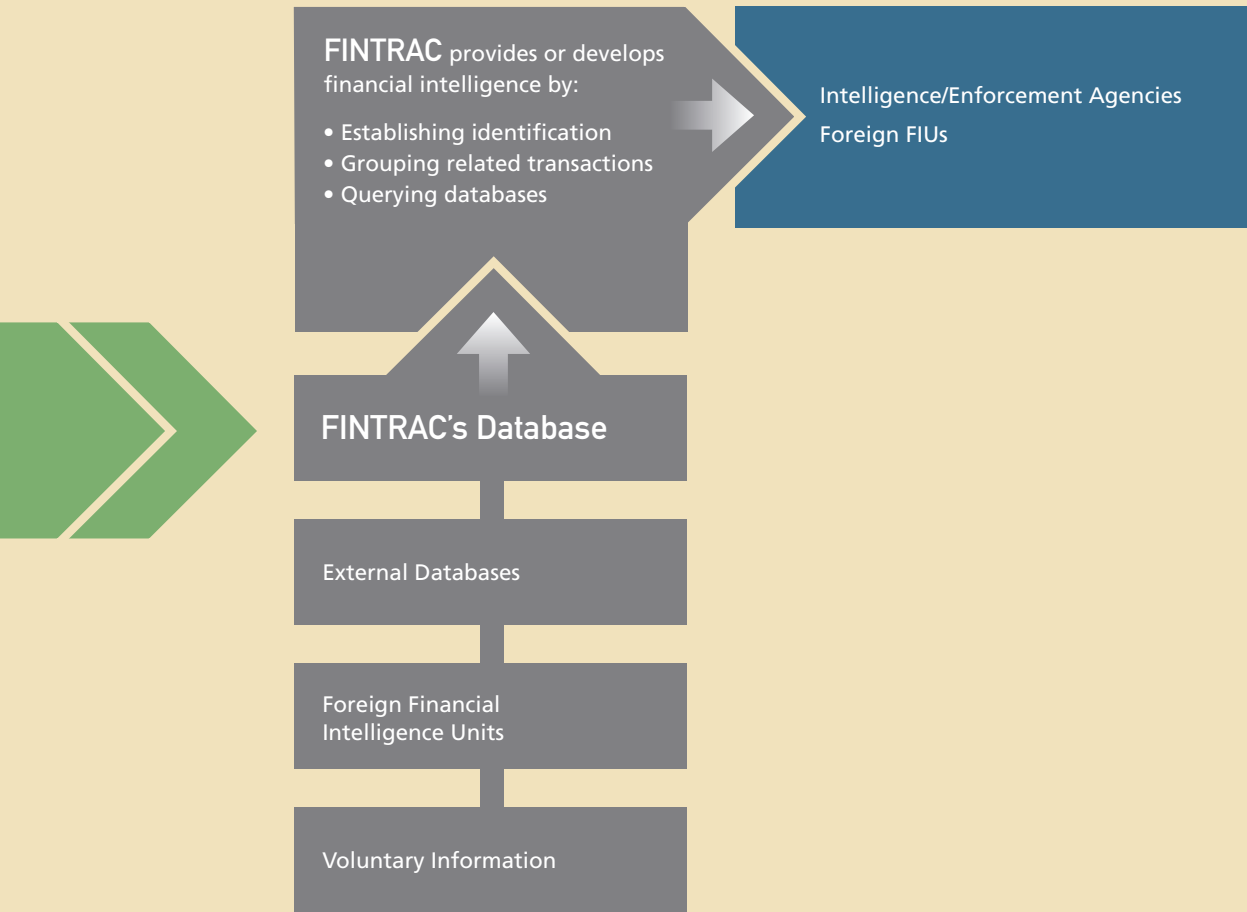 FINTRAC provides or develops
financial intelligence by:
• Establishing identification
• Grouping related transactions
• Querying databases
Intelligence/Enforcement Agencies
Foreign FIUs
FINTRAC’s Database
External Databases
Foreign Financial
Intelligence Units
Voluntary Information